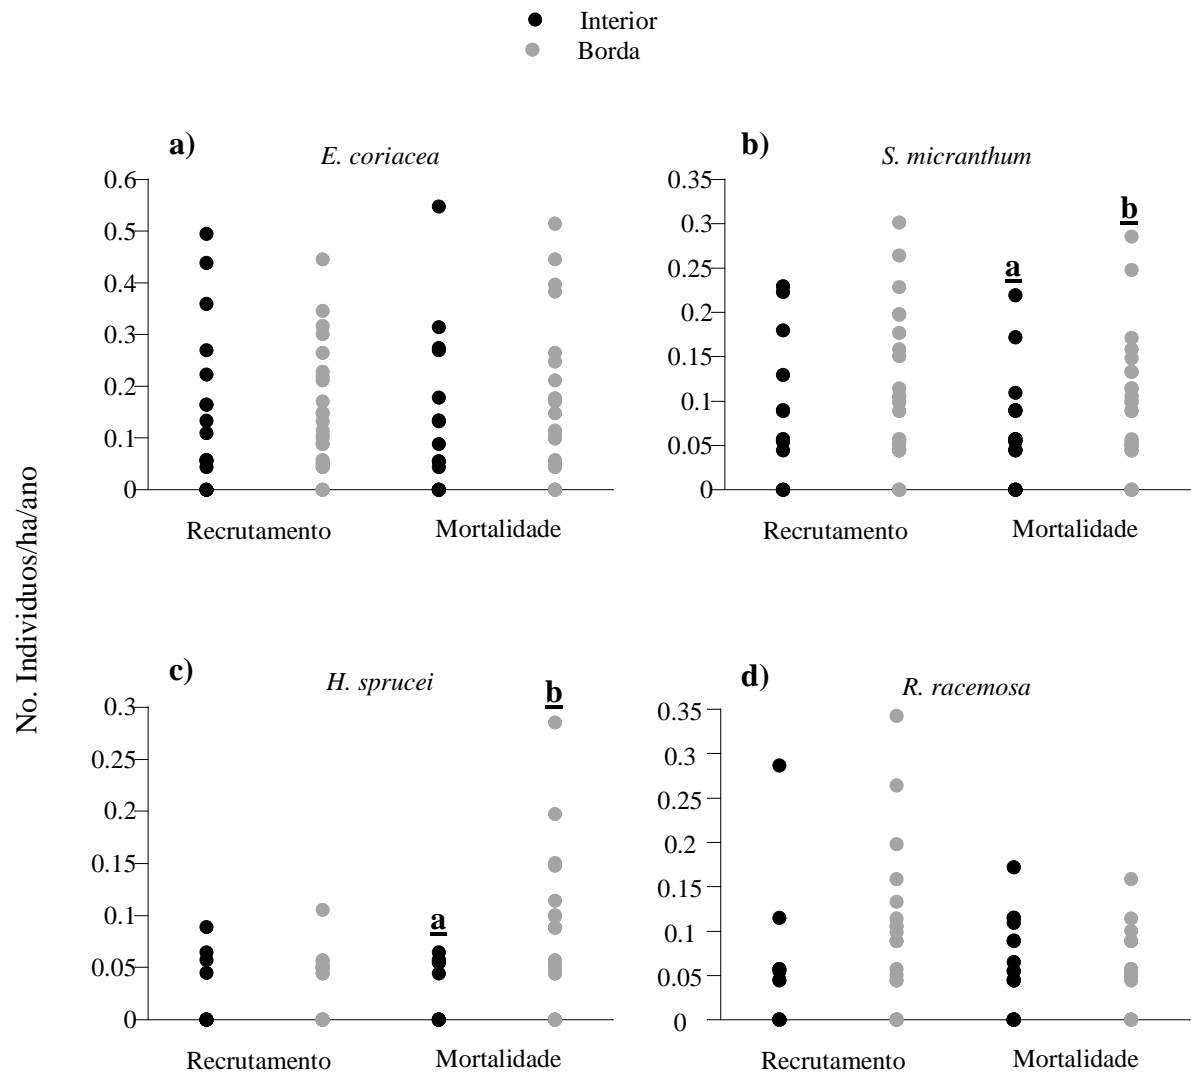 Interior
Borda
No. Individuos/ha/ano
a)
E. coriacea
0.6
0.5
0.4
0.3
0.2
0.1
0
Recrutamento
Mortalidade
b)
S. micranthum
0.35
0.3
0.25
0.2
0.15
0.1
0.05
0
a
b
Recrutamento
Mortalidade
c)
H. sprucei
0.3
0.25
0.2
0.15
0.1
0.05
0
a
b
Recrutamento
Mortalidade
d)
R. racemosa
0.35
0.3
0.25
0.2
0.15
0.1
0.05
0
Recrutamento
Mortalidade